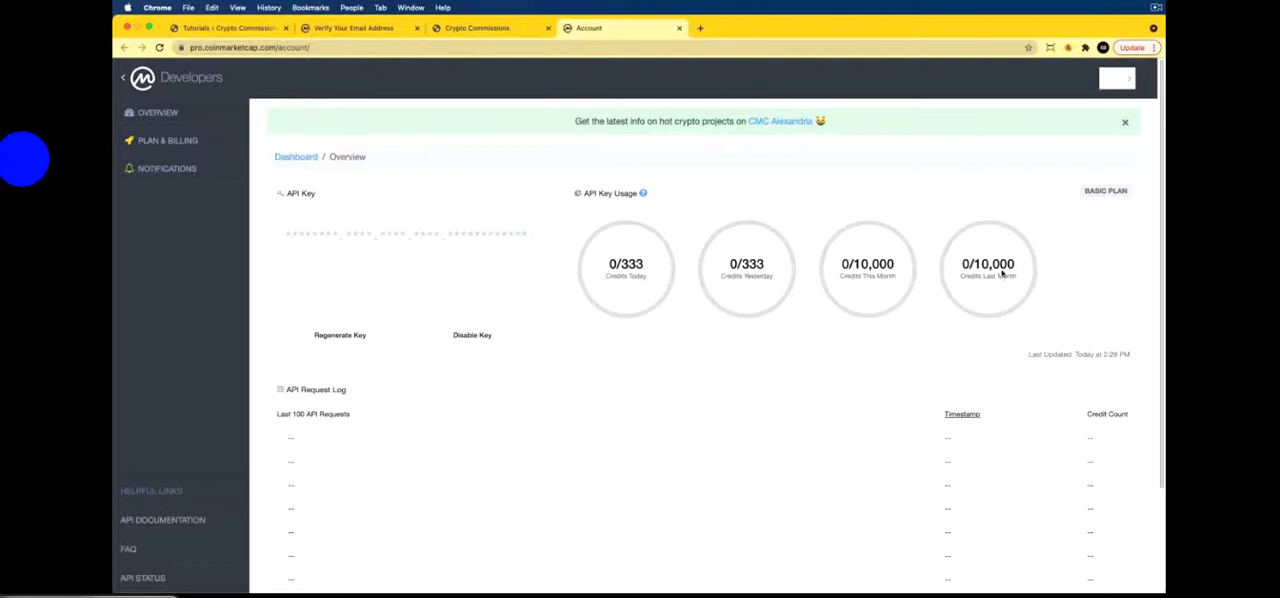 Chrome File Edit View History Bookmarks People Tab Window Help
Tutorials ‹ Crypto Commission Verify Your Email Address Crypto Commissions Account
pro.coinmarketcap.com/account/ Update
Developers
OVERVIEW
PLAN & BILLING
NOTIFICATIONS
Get the latest info on hot crypto projects on CMC Alexandria 😺
Dashboard / Overview
API Key
******** _ **** _ **** _ **** _ ************
Regenerate Key Disable Key
API Key Usage
BASIC PLAN
0/333 0/333 0/10,000 0/10,000
Credits Today Credits Yesterday Credits This Month Credits Last Month
Last Updated: Today at 2:29 PM
API Request Log
Last 100 API Requests Timestamp Credit Count
-- -- --
-- -- --
-- -- --
-- -- --
-- -- --
-- -- --
-- -- --
HELPFUL LINKS
API DOCUMENTATION
FAQ
API STATUS